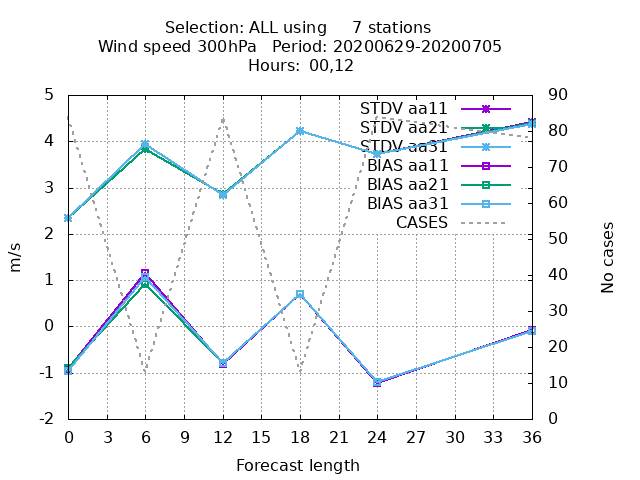 Selection: ALL using     7 stations
Wind speed 300hPa   Period: 20200629-20200705
Hours:  00,12
5
4
3
2
1
0
-1
-2
m/s
90
80
70
60
50
40
30
20
10
0
No cases
STDV aa11
STDV aa21
STDV aa31
BIAS aa11
BIAS aa21
BIAS aa31
CASES
0 3 6 9 12 15 18 21 24 27 30 33 36
Forecast length